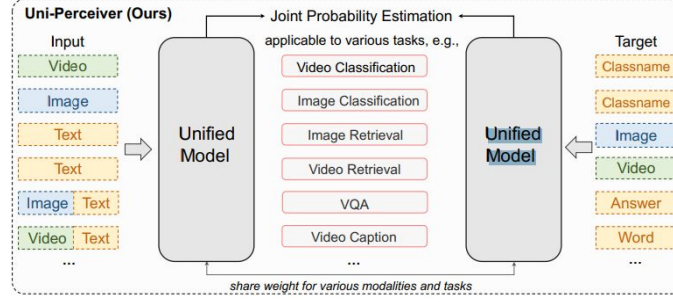 Uni-Perceiver (Ours)
Joint Probability Estimation
Input
applicable to various tasks, e.g.,
Target
Video
Image
Text
Text
Image Text
Video Text
...
Unified
Model
Video Classification
Image Classification
Image Retrieval
Video Retrieval
VQA
Video Caption
...
Unified
Model
Classname
Classname
Image
Video
Answer
Word
...
share weight for various modalities and tasks